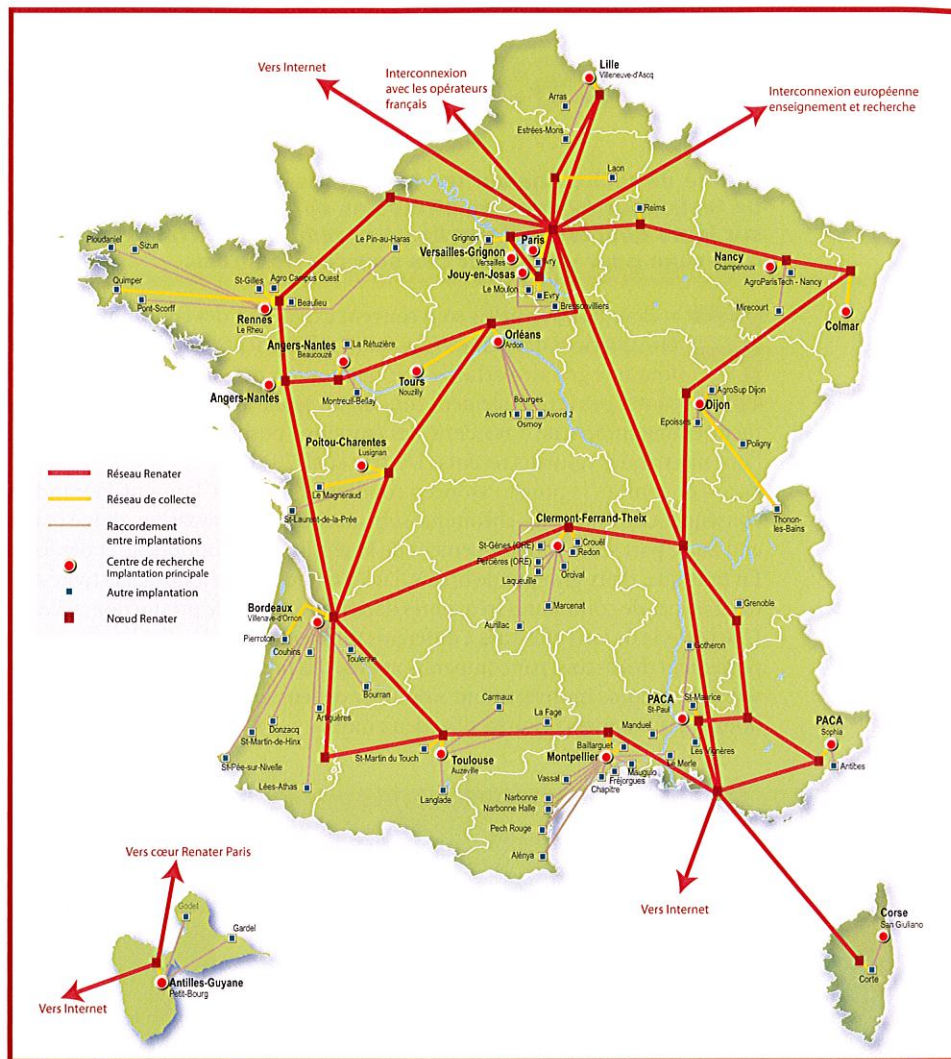 Vers Internet
Interconnexion
avec les opérateurs
français
Lille
Villeneuve-d'Ascq
Interconnexion européenne
enseignement et recherche
Arras
Estrées-Mons
Laon
Reims
Ploudaniel
Sizun
Le Pin-au-Haras
Grignon
Paris
Versailles-Grignon
Versailles
Ivry
Jouy-en-Josas
Le Moulon
Evry
Bressonvilliers
Nancy
Champenoux
AgroParisTech - Nancy
Mirecourt
Colmar
Quimper
St-Gilles
Agro Campus Ouest
Pont-Scorff
Beaulieu
Rennes
Le Rheu
Angers-Nantes
Beaucouzé
La Rétuzière
Orléans
Ardon
Angers-Nantes
Montreuil-Bellay
Tours
Nouzilly
Bourges
Avord 1
Avord 2
Osmoy
AgroSup Dijon
Dijon
Epoisses
Poligny
Poitou-Charentes
Lusignan
Le Magneraud
St-Laurent-de-la-Prée
Thonon-
les-Bains
Réseau Renater
Réseau de collecte
Raccordement
entre implantations
Centre de recherche
Implantation principale
Autre implantation
Nœud Renater
Clermont-Ferrand-Theix
St-Gènes (ORE)
Crouël
Redon
Percières (ORE)
Laqueuille
Orcival
Marcenat
Aurillac
Grenoble
Gotheron
Bordeaux
Villenave-d'Ornon
Pierroton
Couhins
Toulenne
Bourran
Artiguères
Donzacq
St-Martin-de-Hinx
St-Pée-sur-Nivelle
Lées-Athas
Carmaux
La Fage
St-Martin du Touch
Toulouse
Auzeville
Langlade
PACA
St-Paul
St-Maurice
Manduel
Les Vignères
Baillarguet
Montpellier
Le Merle
Mauguio
Fréjorgues
Chapitre
Vassal
Narbonne
Narbonne Halle
Pech Rouge
Alénya
PACA
Sophia
Antibes
Vers Internet
Vers cœur Renater Paris
Godet
Gardel
Antilles-Guyane
Petit-Bourg
Vers Internet
Corse
San Giuliano
Corte